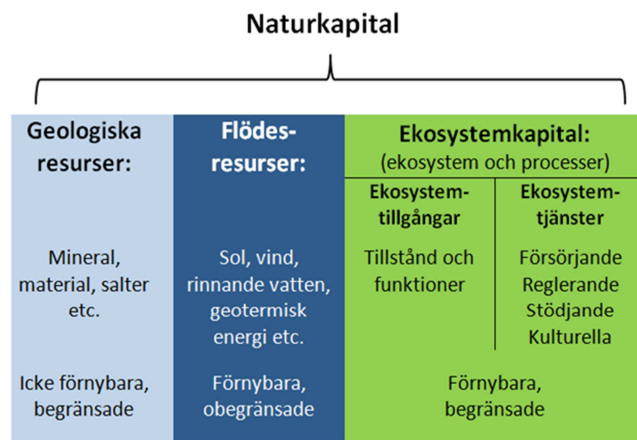 Naturkapital
Geologiska
resurser:
Mineral,
material, salter
etc.
Icke förnybara,
begränsade
Flödes-
resurser:
Sol, vind,
rinnande vatten,
geotermisk
energi etc.
Förnybara,
obegränsade
Ekosystemkapital:
(ekosystem och processer)
Ekosystem-
tillgångar
Tillstånd och
funktioner
Ekosystem-
tjänster
Försörjande
Reglerande
Stödjande
Kulturella
Förnybara,
begränsade